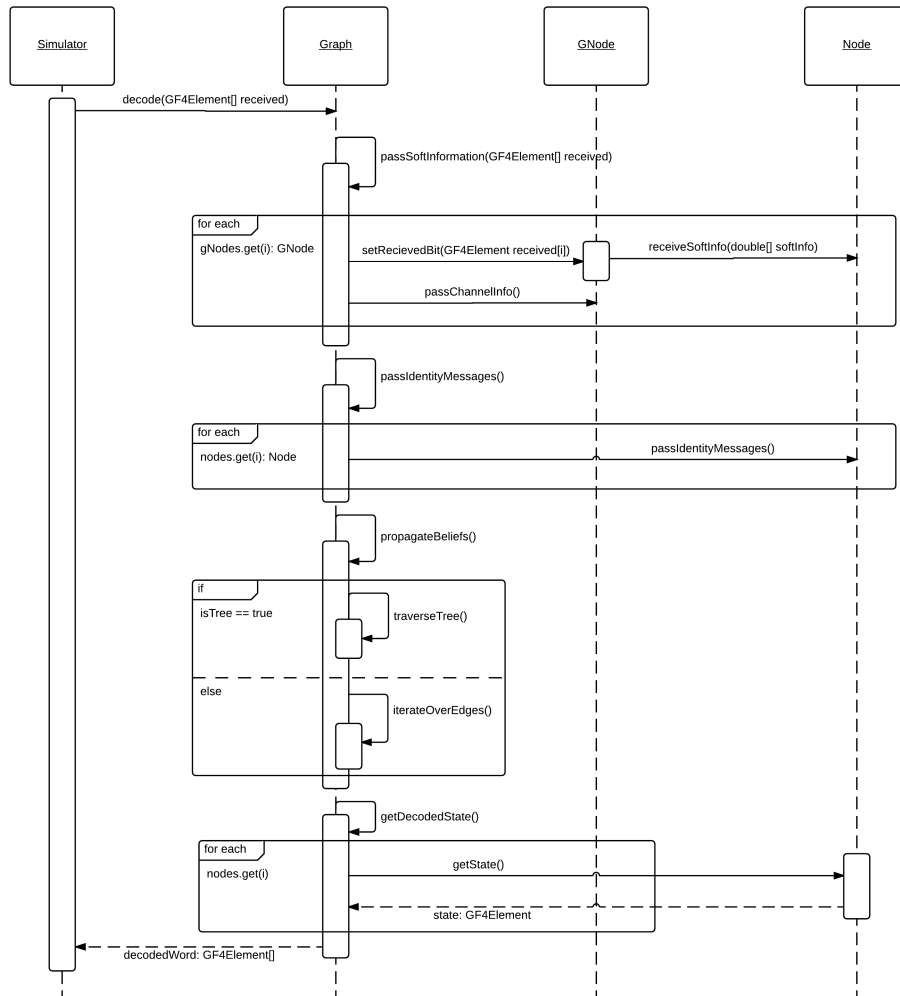 Simulator
Graph
GNode
Node
decode(GF4Element[] received)
passSoftInformation(GF4Element[] received)
for each
gNodes.get(i): GNode
setRecievedBit(GF4Element received[i])
receiveSoftInfo(double[] softInfo)
passChannelInfo()
passIdentityMessages()
for each
nodes.get(i): Node
passIdentityMessages()
propagateBeliefs()
if
isTree == true
traverseTree()
else
iterateOverEdges()
getDecodedState()
for each
nodes.get(i)
getState()
state: GF4Element
decodedWord: GF4Element[]